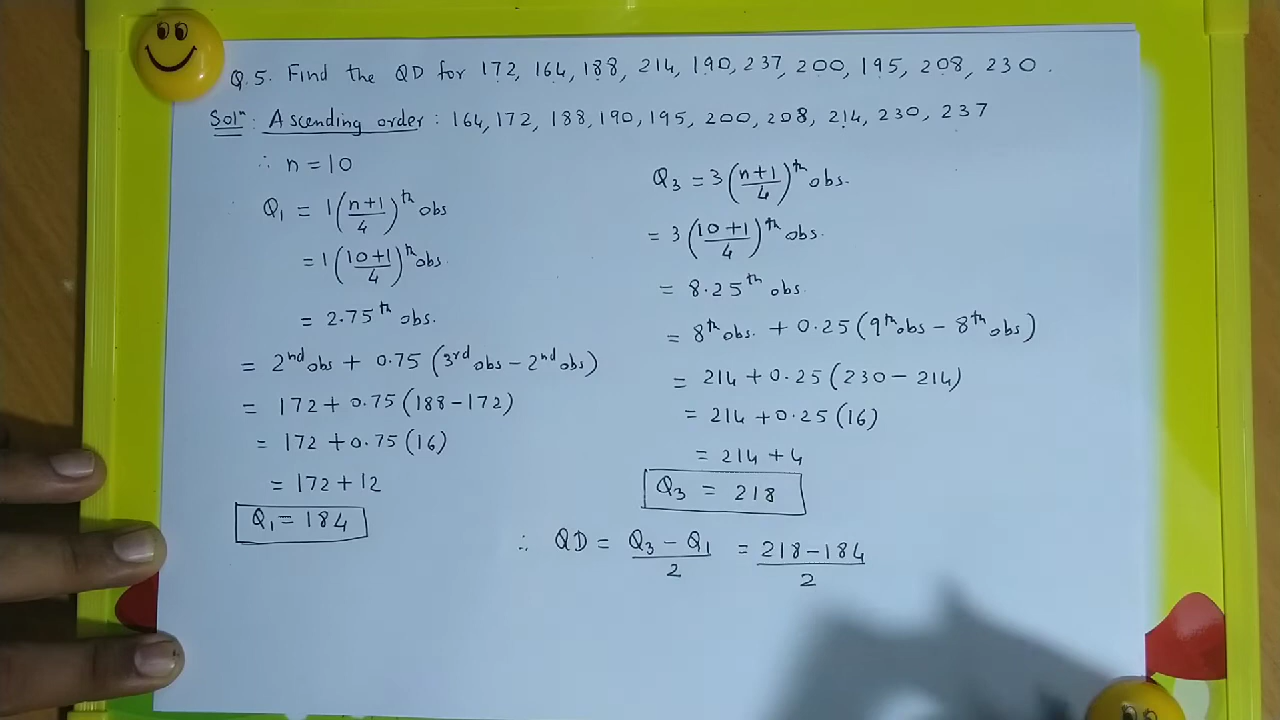 Q.5. Find the QD for 172, 164, 188, 214, 190, 237, 200, 195, 208, 230.
Solⁿ: Ascending order: 164, 172, 188, 190, 195, 200, 208, 214, 230, 237
∴ n = 10
Q₁ = 1(n+1/4)ᵗʰ obs
= 1(10+1/4)ᵗʰ obs.
= 2.75ᵗʰ obs.
= 2ⁿᵈ obs + 0.75 (3ʳᵈ obs – 2ⁿᵈ obs)
= 172 + 0.75 (188–172)
= 172 + 0.75 (16)
= 172 + 12
Q₁ = 184
Q₃ = 3(n+1/4)ᵗʰ obs.
= 3(10+1/4)ᵗʰ obs.
= 8.25ᵗʰ obs.
= 8ᵗʰ obs. + 0.25 (9ᵗʰ obs – 8ᵗʰ obs)
= 214 + 0.25 (230 – 214)
= 214 + 0.25 (16)
= 214 + 4
Q₃ = 218
∴ QD = Q₃ – Q₁/2 = 218 – 184/2